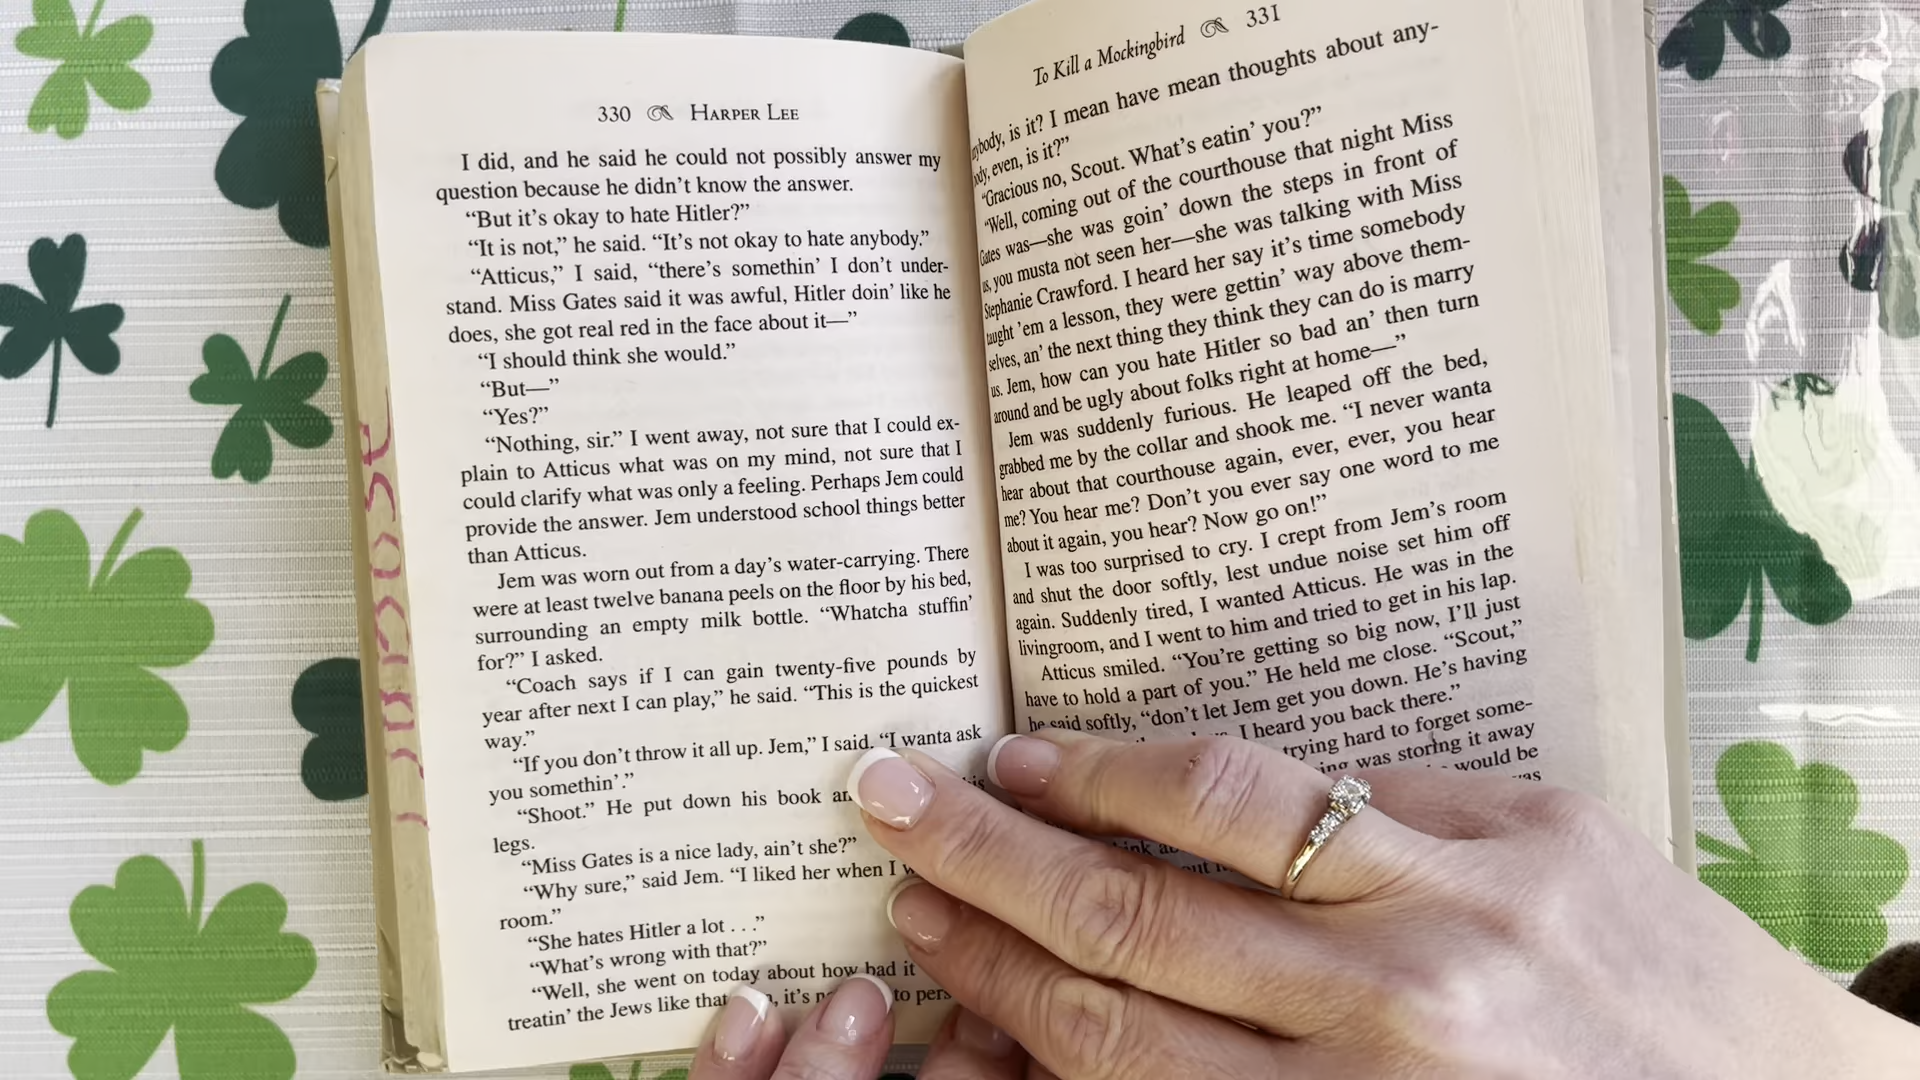 330 HARPER LEE
I did, and he said he could not possibly answer my
question because he didn't know the answer.
“But it's okay to hate Hitler?”
“It is not,” he said. “It's not okay to hate anybody.”
“Atticus,” I said, “there's somethin' I don't under-
stand. Miss Gates said it was awful, Hitler doin' like he
does, she got real red in the face about it—”
“I should think she would.”
“But—”
“Yes?”
“Nothing, sir.” I went away, not sure that I could ex-
plain to Atticus what was on my mind, not sure that I
could clarify what was only a feeling. Perhaps Jem could
provide the answer. Jem understood school things better
than Atticus.
Jem was worn out from a day's water-carrying. There
were at least twelve banana peels on the floor by his bed,
surrounding an empty milk bottle. “Whatcha stuffin'
for?” I asked.
“Coach says if I can gain twenty-five pounds by
year after next I can play,” he said. “This is the quickest
way.”
“If you don't throw it all up. Jem,” I said. “I wanta ask
you somethin'.”
“Shoot.” He put down his book
legs.
“Miss Gates is a nice lady, ain't she?”
“Why sure,” said Jem. “I liked her when I
room.”
“She hates Hitler a lot . . .”
“What's wrong with that?”
“Well, she went on today about how bad it
treatin' the Jews like that it's to
To Kill a Mockingbird 331
body, is it? I mean have mean thoughts about any-
body, even, is it?”
“Gracious no, Scout. What's eatin' you?”
“Well, coming out of the courthouse that night Miss
Gates was—she was goin' down the steps in front of
us, you musta not seen her—she was talking with Miss
Stephanie Crawford. I heard her say it's time somebody
taught 'em a lesson, they were gettin' way above them-
selves, an' the next thing they think they can do is marry
us. Jem, how can you hate Hitler so bad an' then turn
around and be ugly about folks right at home—”
Jem was suddenly furious. He leaped off the bed,
grabbed me by the collar and shook me. “I never wanta
hear about that courthouse again, ever, ever, you hear
me? You hear me? Don't you ever say one word to me
about it again, you hear? Now go on!”
I was too surprised to cry. I crept from Jem's room
and shut the door softly, lest undue noise set him off
again. Suddenly tired, I wanted Atticus. He was in the
livingroom, and I went to him and tried to get in his lap.
Atticus smiled. “You're getting so big now, I'll just
have to hold a part of you.” He held me close. “Scout,”
he said softly, “don't let Jem get you down. He's having
I heard you back there.”
trying hard to forget some-
was storing it away
would be